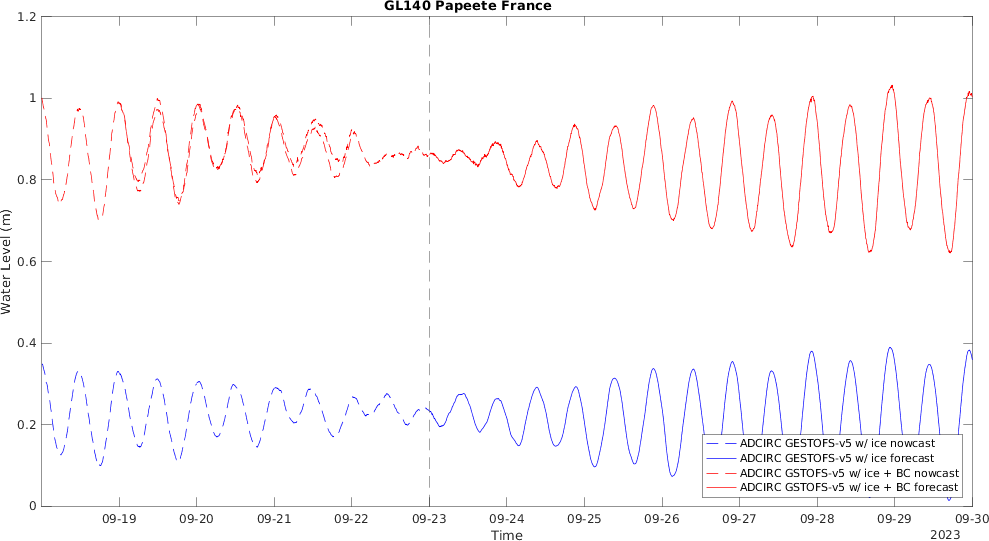 GL140 Papeete France
1.2
1
0.8
0.6
0.4
0.2
0
Water Level (m)
09-19 09-20 09-21 09-22 09-23 09-24 09-25 09-26 09-27 09-28 09-29 09-30
Time
2023
ADCIRC GESTOFS-v5 w/ ice nowcast
ADCIRC GESTOFS-v5 w/ ice forecast
ADCIRC GSTOFS-v5 w/ ice + BC nowcast
ADCIRC GSTOFS-v5 w/ ice + BC forecast